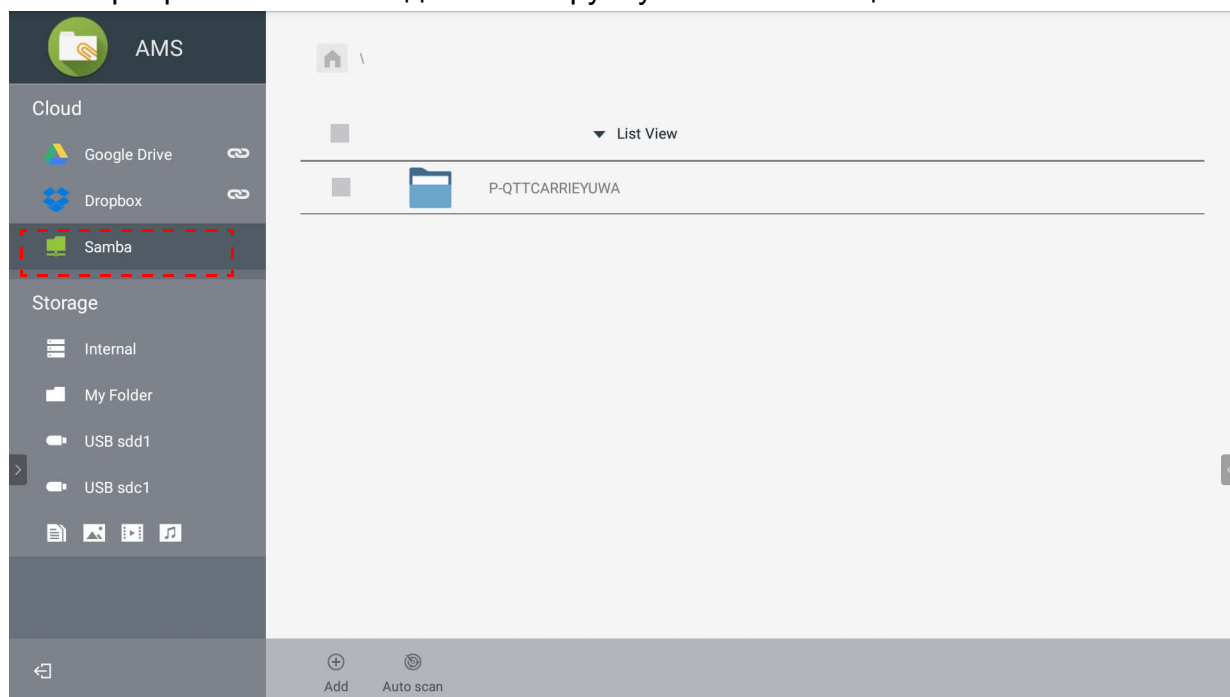 AMS
\
Cloud
Google Drive
Dropbox
Samba
Storage
Internal
My Folder
USB sdd1
USB sdc1
List View
P-QTTCARRIEYUWA
Add
Auto scan